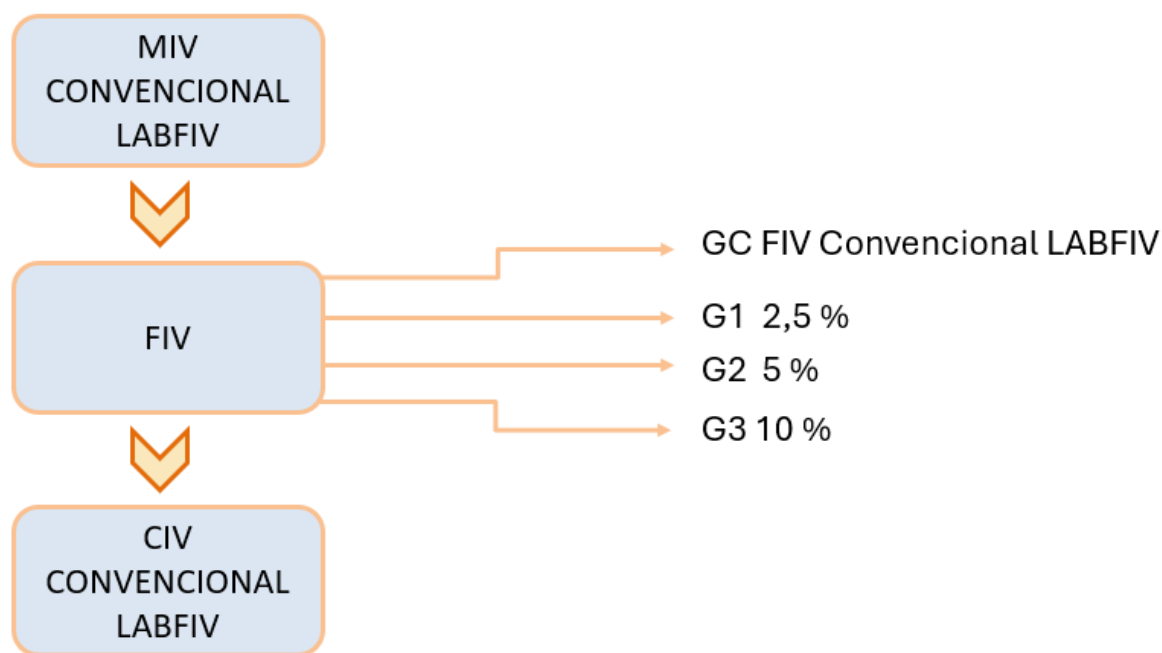 MIV
CONVENCIONAL
LABFIV
FIV
GC FIV Convencional LABFIV
G1 2,5 %
G2 5 %
G3 10 %
CIV
CONVENCIONAL
LABFIV